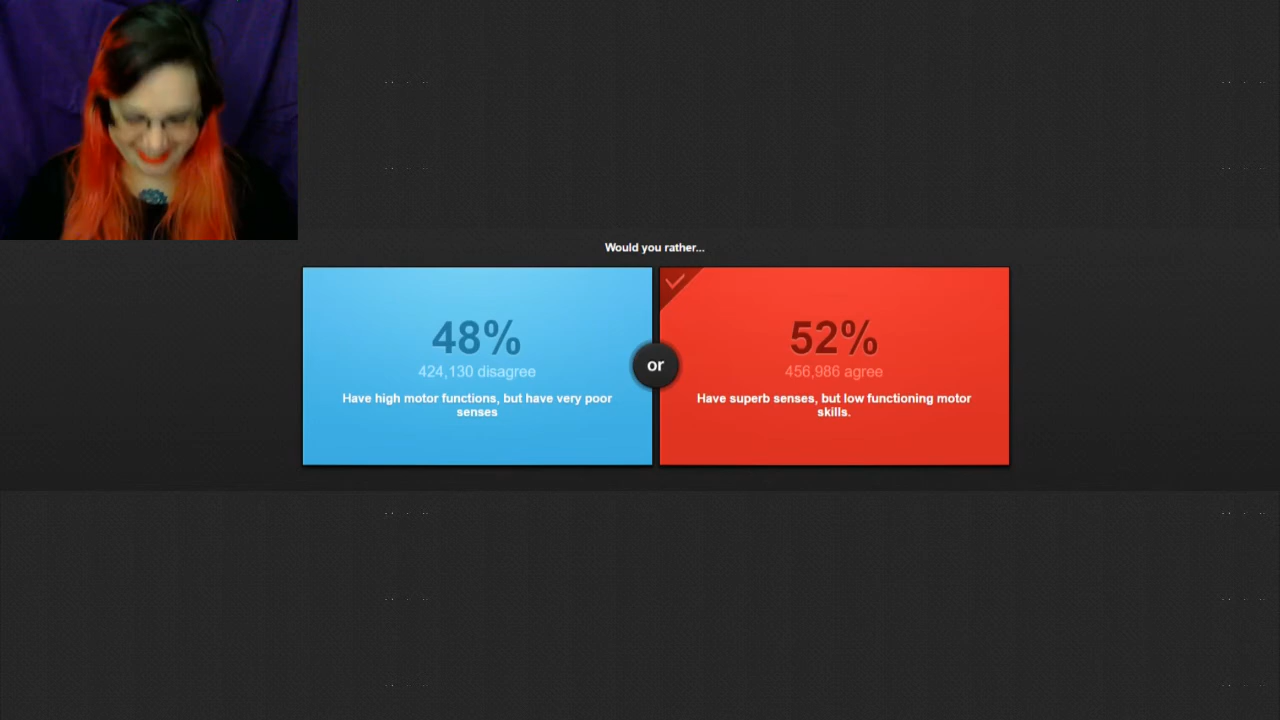 Would you rather...
48%
424,130 disagree
Have high motor functions, but have very poor
senses
or
52%
456,986 agree
Have superb senses, but low functioning motor
skills.